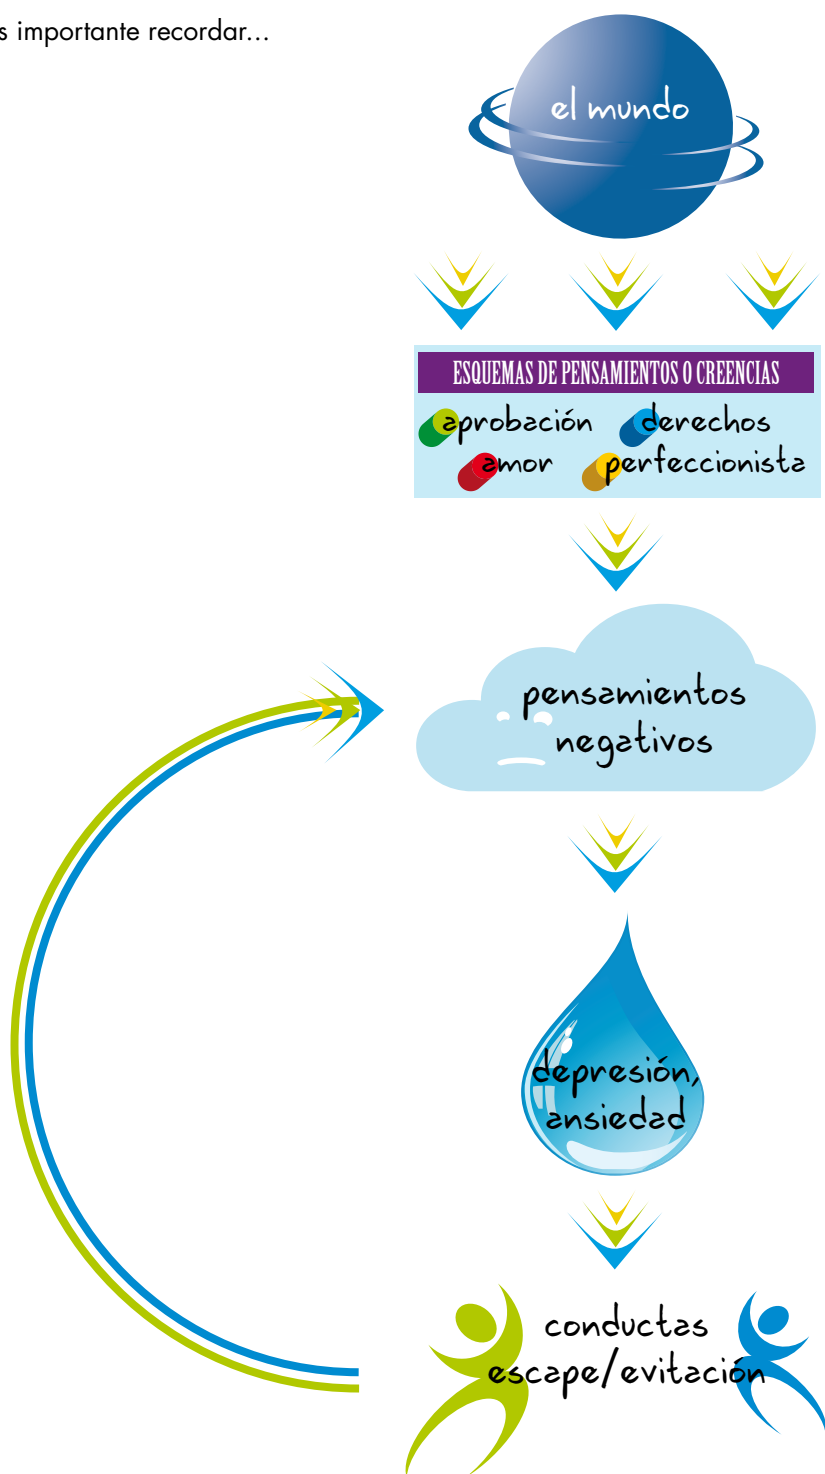 s importante recordar...
el mundo
ESQUEMAS DE PENSAMIENTOS O CREENCIAS
aprobación derechos
amor perfeccionista
pensamientos
negativos
depresión,
ansiedad
conductas
escape/evitación